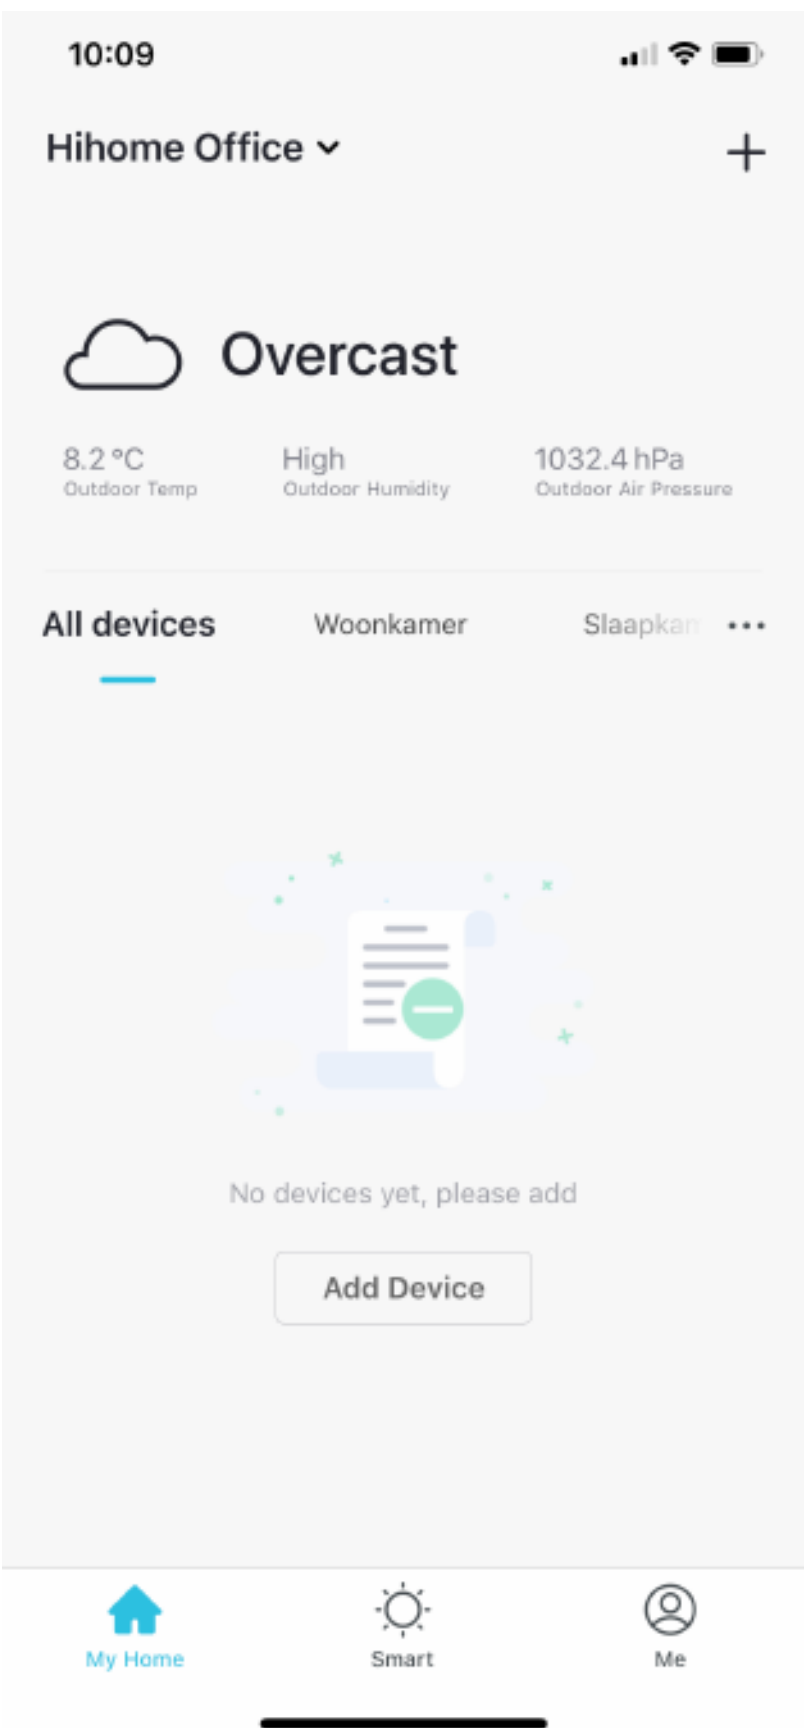 10:09
Hihome Office
Overcast
8.2 °C High 1032.4 hPa
Outdoor Temp Outdoor Humidity Outdoor Air Pressure
All devices Woonkamer Slaapkam
No devices yet, please add
Add Device
My Home Smart Me